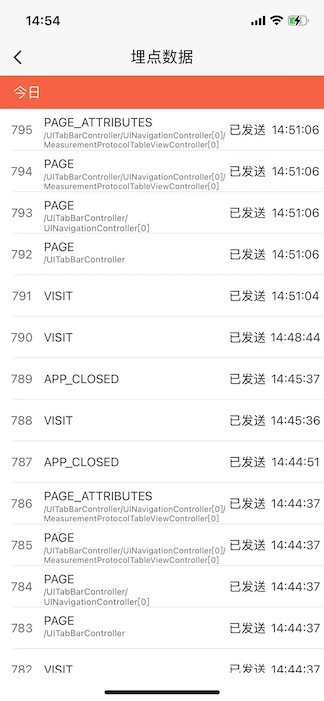 14:54
埋点数据
今日
795 PAGE_ATTRIBUTES 已发送 14:51:06
/UITabBarController/UINavigationController[0]/
MeasurementProtocolTableViewController[0]
794 PAGE 已发送 14:51:06
/UITabBarController/UINavigationController[0]/
MeasurementProtocolTableViewController[0]
793 PAGE 已发送 14:51:06
/UITabBarController/
UINavigationController[0]
792 PAGE 已发送 14:51:06
/UITabBarController
791 VISIT 已发送 14:51:04
790 VISIT 已发送 14:48:44
789 APP_CLOSED 已发送 14:45:37
788 VISIT 已发送 14:45:36
787 APP_CLOSED 已发送 14:44:51
786 PAGE_ATTRIBUTES 已发送 14:44:37
/UITabBarController/UINavigationController[0]/
MeasurementProtocolTableViewController[0]
785 PAGE 已发送 14:44:37
/UITabBarController/UINavigationController[0]/
MeasurementProtocolTableViewController[0]
784 PAGE 已发送 14:44:37
/UITabBarController/
UINavigationController[0]
783 PAGE 已发送 14:44:37
/UITabBarController
782 VISIT 已发送 14:44:37